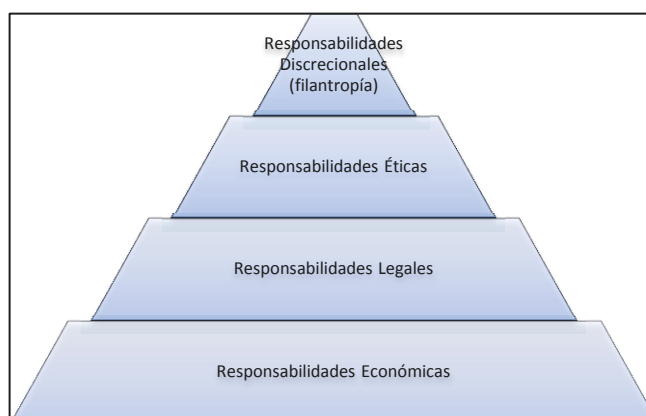 Responsabilidades
Discrecionales
(filantropía)
Responsabilidades Éticas
Responsabilidades Legales
Responsabilidades Económicas